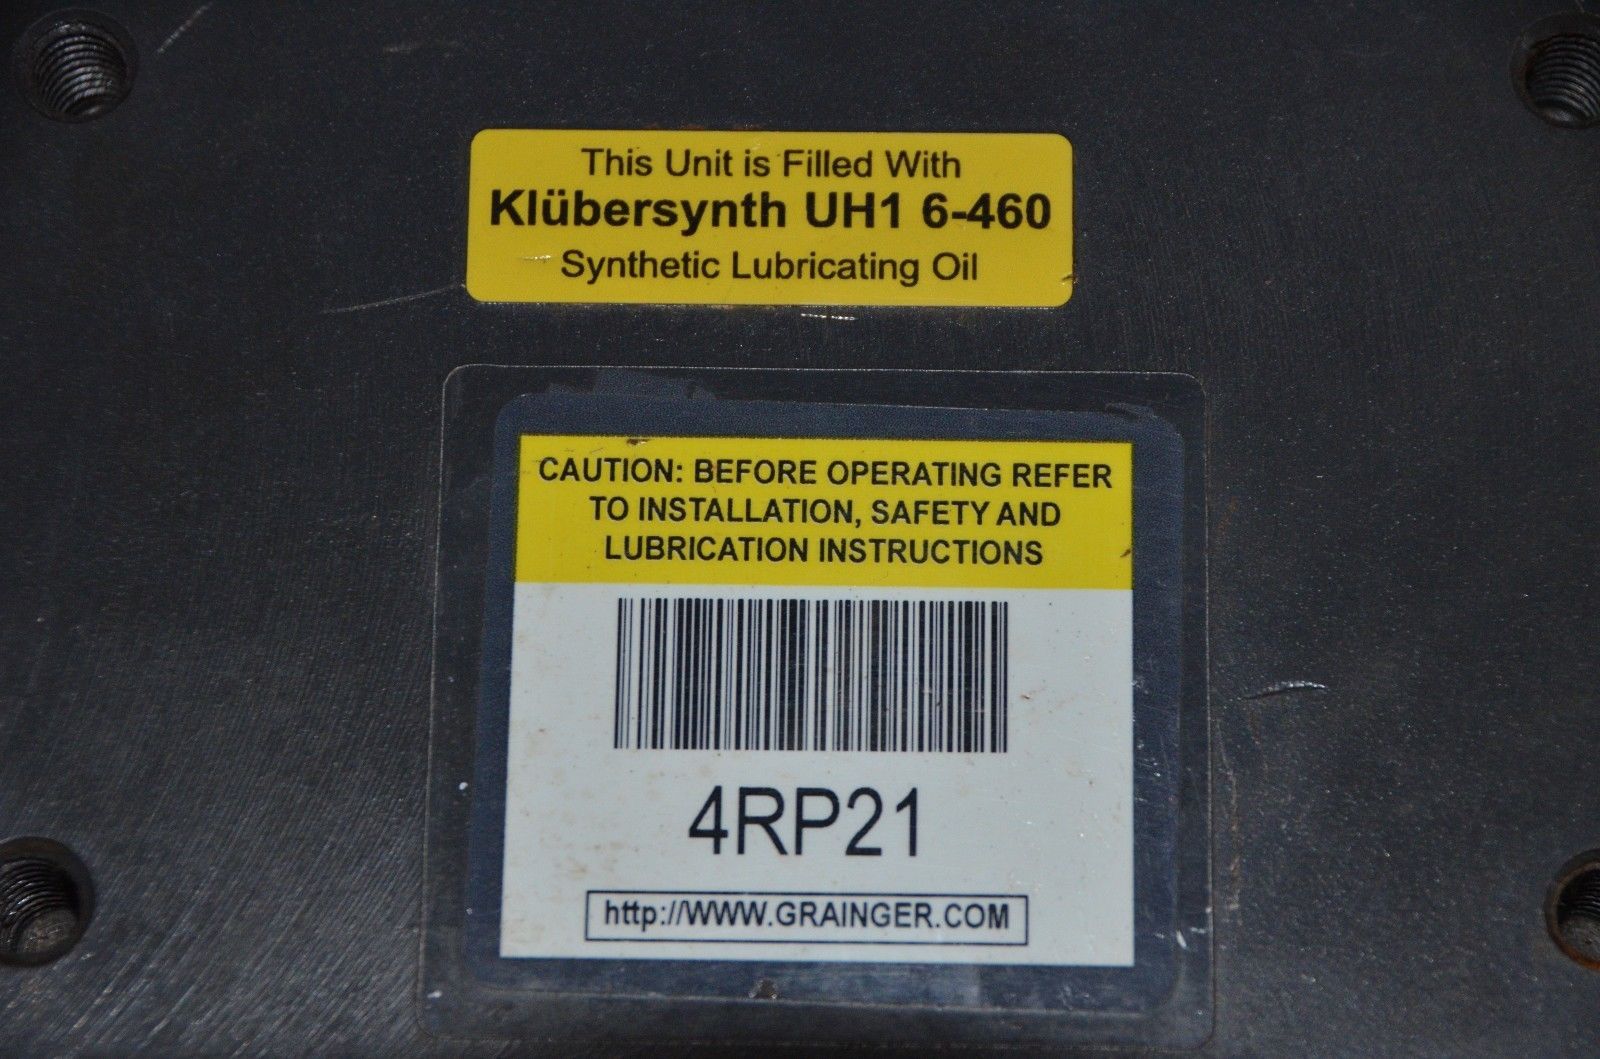 This Unit is Filled With
Klübersynth UH1 6-460
Synthetic Lubricating Oil
CAUTION: BEFORE OPERATING REFER
TO INSTALLATION, SAFETY AND
LUBRICATION INSTRUCTIONS
4RP21
http://WWW.GRAINGER.COM